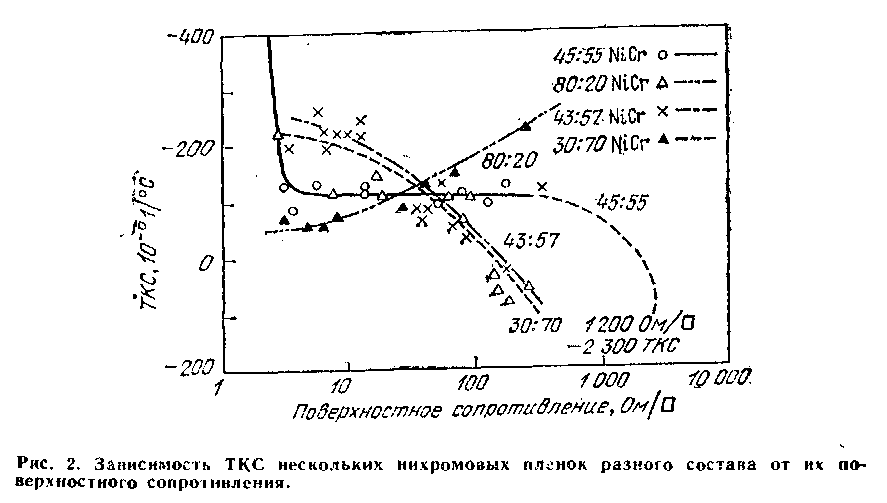 -400
-200
0
-200
ТКС, 10⁻⁶ 1/°C
45:55 NiCr
80:20 NiCr
43:57 NiCr
30:70 NiCr
80:20
45:55
43:57
30:70
1200 Ом/□
-2 300 ТКС
1
10
100
1 000
10 000.
Поверхностное сопротивление, Ом/□
Рис. 2. Зависимость ТКС нескольких нихромовых пленок разного состава от их по-
верхностного сопротивления.